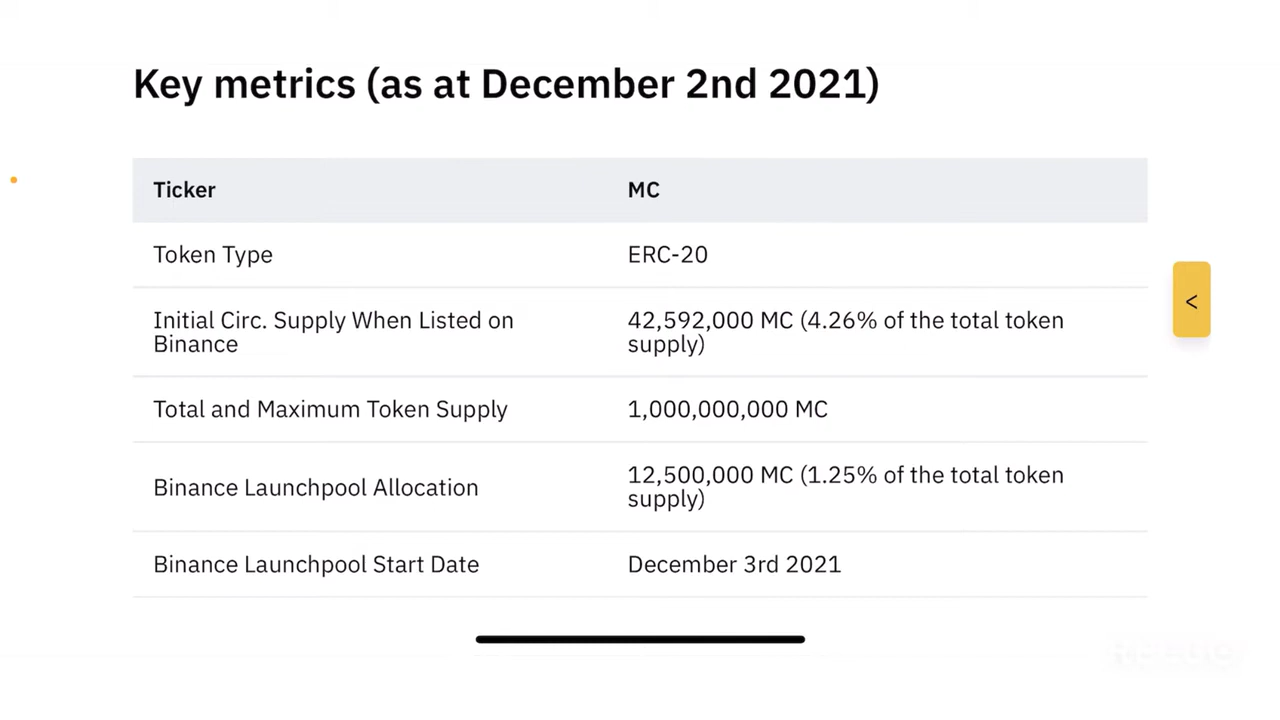 Key metrics (as at December 2nd 2021)
Ticker MC
Token Type ERC-20
Initial Circ. Supply When Listed on
Binance
42,592,000 MC (4.26% of the total token
supply)
Total and Maximum Token Supply 1,000,000,000 MC
Binance Launchpool Allocation
12,500,000 MC (1.25% of the total token
supply)
Binance Launchpool Start Date December 3rd 2021
<